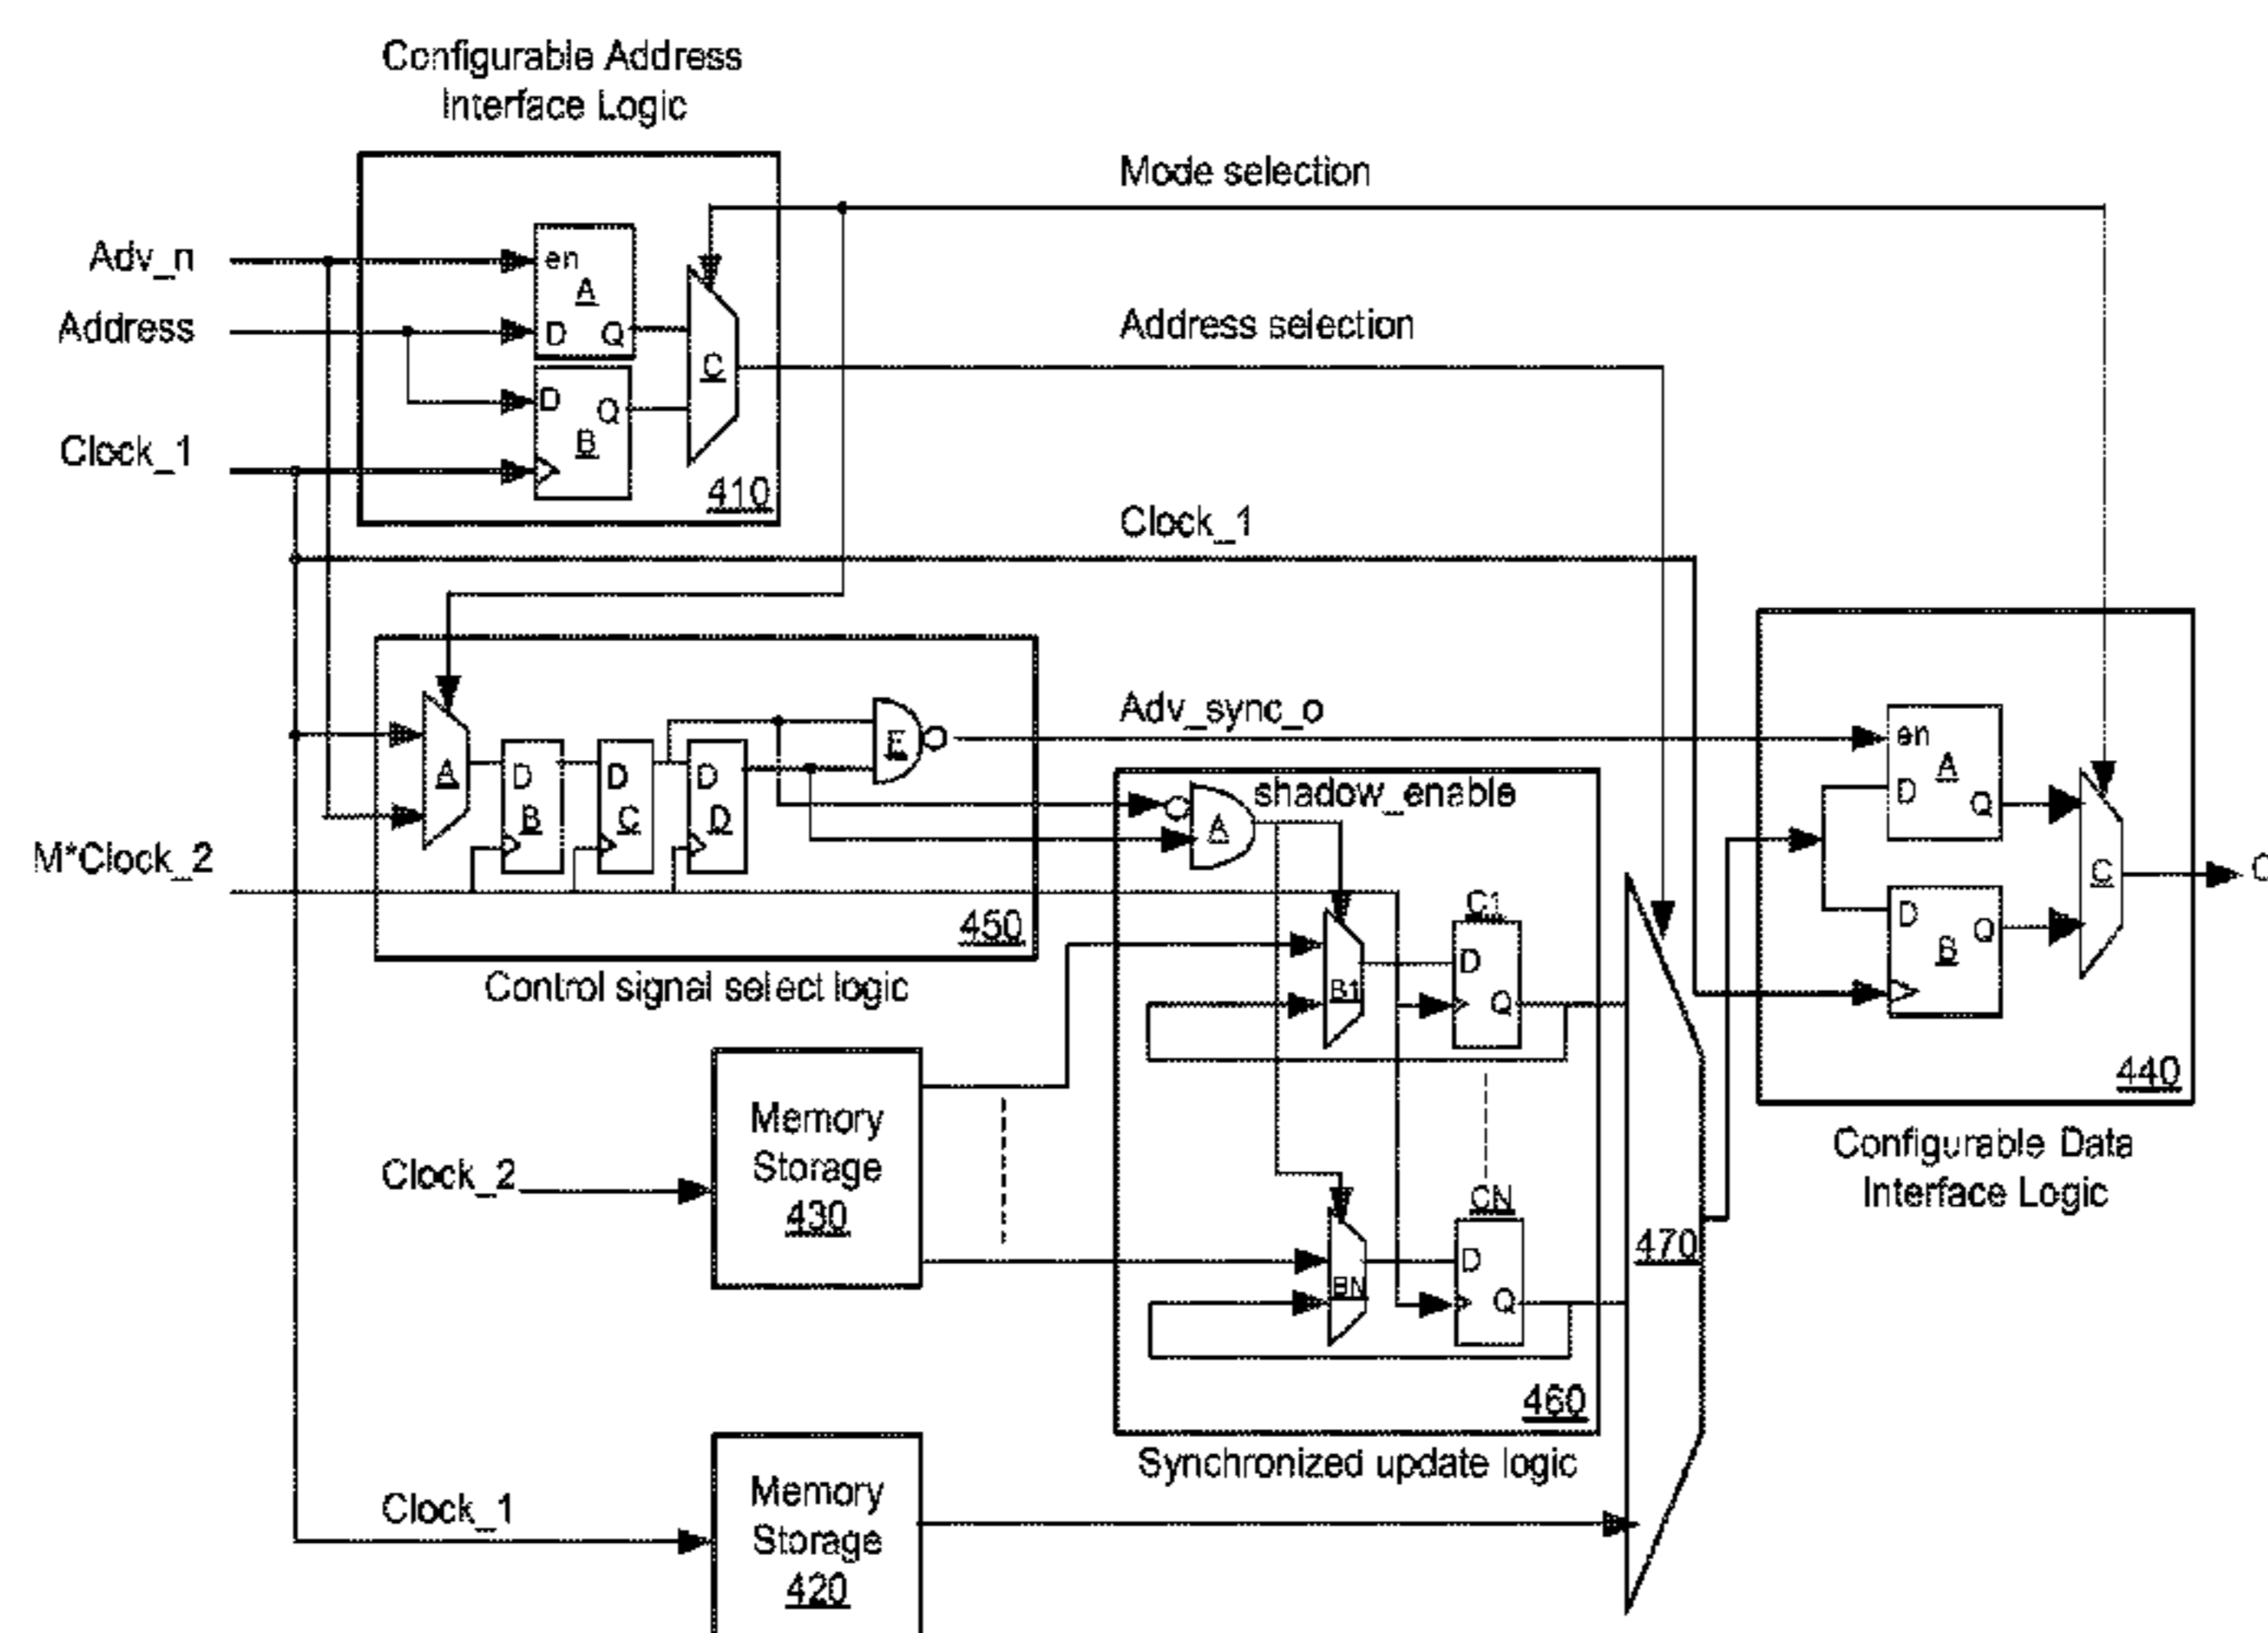 Configurable Address
Interface Logic
Mode selection
Adv_n
en
A
Address
D Q
Address selection
C
D Q
B
Clock_1
410
Clock_1
Adv_sync_o
E
en
A
D
Q
shadow_enable
A
D
D
D
A
B
C
D
M*Clock_2
450
Control signal select logic
C1
D
B1
Q
D
Q
B
C
440
Configurable Data
Interface Logic
Memory
Storage
430
Clock_2
CN
D
BN
Q
470
460
Synchronized update logic
Clock_1
Memory
Storage
420